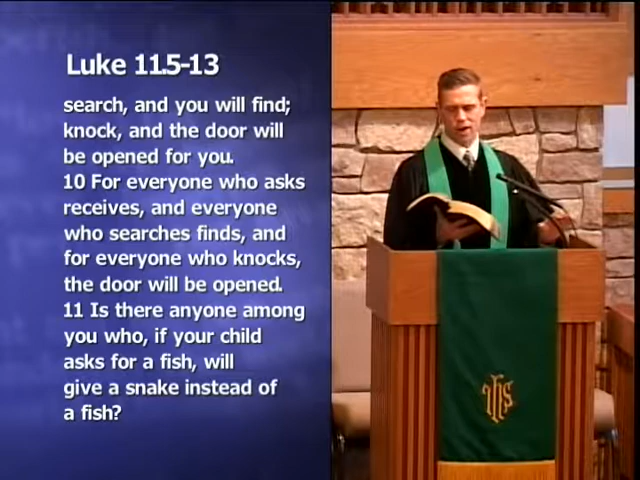 Luke 11.5-13
search, and you will find;
knock, and the door will
be opened for you.
10 For everyone who asks
receives, and everyone
who searches finds, and
for everyone who knocks,
the door will be opened.
11 Is there anyone among
you who, if your child
asks for a fish, will
give a snake instead of
a fish?
IHS